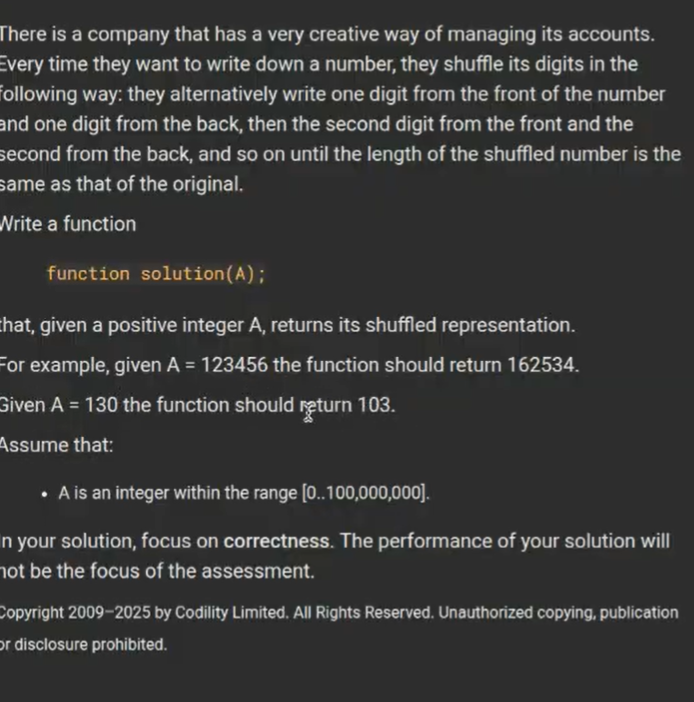 There is a company that has a very creative way of managing its accounts.
Every time they want to write down a number, they shuffle its digits in the
following way: they alternatively write one digit from the front of the number
and one digit from the back, then the second digit from the front and the
second from the back, and so on until the length of the shuffled number is the
same as that of the original.
Write a function
function solution(A);
that, given a positive integer A, returns its shuffled representation.
For example, given A = 123456 the function should return 162534.
Given A = 130 the function should return 103.
Assume that:
• A is an integer within the range [0..100,000,000].
In your solution, focus on correctness. The performance of your solution will
not be the focus of the assessment.
Copyright 2009–2025 by Codility Limited. All Rights Reserved. Unauthorized copying, publication
or disclosure prohibited.